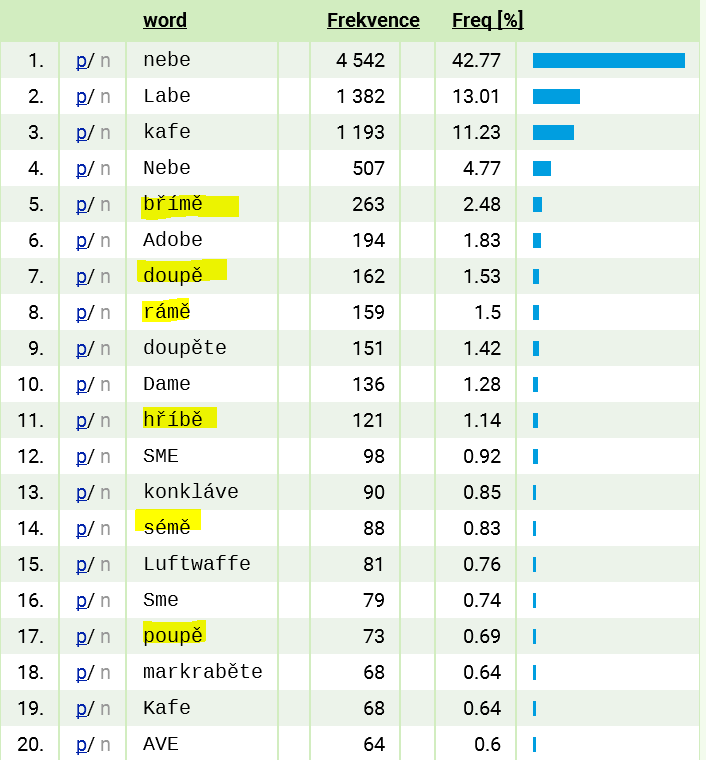 word Frekvence Freq [%]
1. p/ n nebe 4 542 42.77
2. p/ n Labe 1 382 13.01
3. p/ n kafe 1 193 11.23
4. p/ n Nebe 507 4.77
5. p/ n břímě 263 2.48
6. p/ n Adobe 194 1.83
7. p/ n doupě 162 1.53
8. p/ n rámě 159 1.5
9. p/ n doupěte 151 1.42
10. p/ n Dame 136 1.28
11. p/ n hříbě 121 1.14
12. p/ n SME 98 0.92
13. p/ n konkláve 90 0.85
14. p/ n sémě 88 0.83
15. p/ n Luftwaffe 81 0.76
16. p/ n Sme 79 0.74
17. p/ n poupě 73 0.69
18. p/ n markraběte 68 0.64
19. p/ n Kafe 68 0.64
20. p/ n AVE 64 0.6